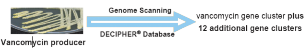 Genome Scanning
DECIPHER® Database
Vancomycin producer
vancomycin gene cluster plus
12 additional gene clusters